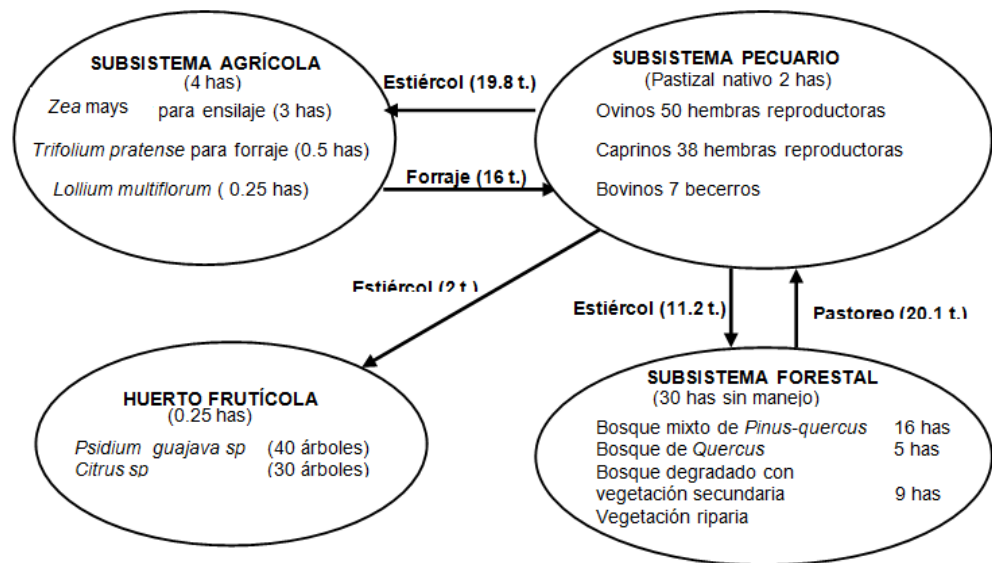 SUBSISTEMA AGRÍCOLA
(4 has)
Zea mays para ensilaje (3 has)
Trifolium pratense para forraje (0.5 has)
Lollium multiflorum ( 0.25 has)
Estiércol (19.8 t.)
Forraje (16 t.)
SUBSISTEMA PECUARIO
(Pastizal nativo 2 has)
Ovinos 50 hembras reproductoras
Caprinos 38 hembras reproductoras
Bovinos 7 becerros
Estiércol (2 t.)
Estiércol (11.2 t.)
Pastoreo (20.1 t.)
HUERTO FRUTÍCOLA
(0.25 has)
Psidium guajava sp (40 árboles)
Citrus sp (30 árboles)
SUBSISTEMA FORESTAL
(30 has sin manejo)
Bosque mixto de Pinus-quercus 16 has
Bosque de Quercus 5 has
Bosque degradado con
vegetación secundaria 9 has
Vegetación riparia